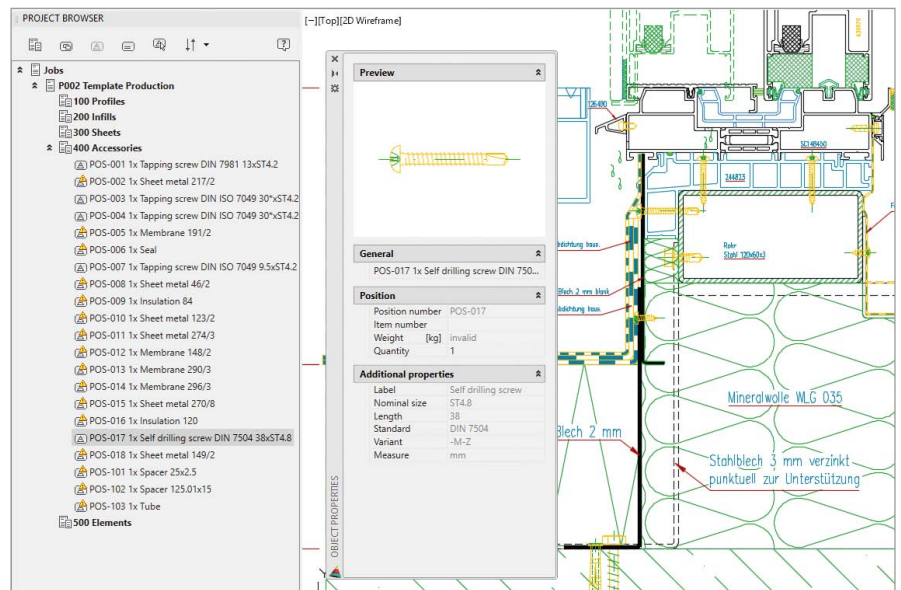 PROJECT BROWSER
Jobs
P002 Template Production
100 Profiles
200 Infills
300 Sheets
400 Accessories
POS-001 1x Tapping screw DIN 7981 13xST4.2
POS-002 1x Sheet metal 217/2
POS-003 1x Tapping screw DIN ISO 7049 30*xST4.2
POS-004 1x Tapping screw DIN ISO 7049 30*xST4.2
POS-005 1x Membrane 191/2
POS-006 1x Seal
POS-007 1x Tapping screw DIN ISO 7049 9.5xST4.2
POS-008 1x Sheet metal 46/2
POS-009 1x Insulation 84
POS-010 1x Sheet metal 123/2
POS-011 1x Sheet metal 274/3
POS-012 1x Membrane 148/2
POS-013 1x Membrane 290/3
POS-014 1x Membrane 296/3
POS-015 1x Sheet metal 270/8
POS-016 1x Insulation 120
POS-017 1x Self drilling screw DIN 7504 38xST4.8
POS-018 1x Sheet metal 149/2
POS-101 1x Spacer 25x2.5
POS-102 1x Spacer 125.01x15
POS-103 1x Tube
500 Elements
[−][Top][2D Wireframe]
Preview
General
POS-017 1x Self drilling screw DIN 750...
Position
Position number POS-017
Item number
Weight [kg] invalid
Quantity 1
Additional properties
Label Self drilling screw
Nominal size ST4.8
Length 38
Standard DIN 7504
Variant -M-Z
Measure mm
OBJECT PROPERTIES
244823
Rohr
Stahl 120x60x3
bdichtung baus.
Blech 2 mm blank
bdichtung baus.
Mineralwolle WLG 035
Blech 2 mm
Stahlblech 3 mm verzinkt
punktuell zur Unterstützung